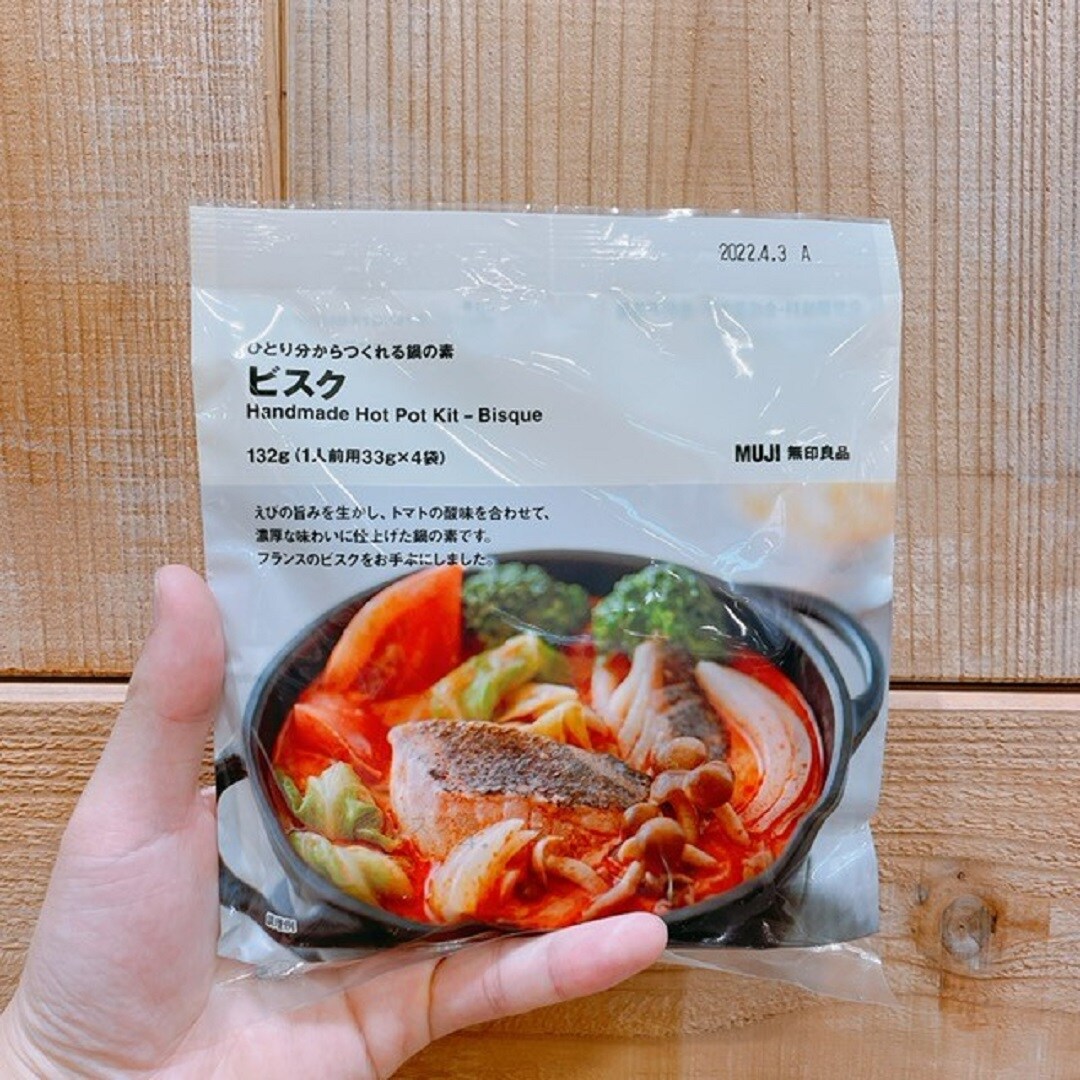 2022.4.3 A
ひとり分からつくれる鍋の素
ビスク
Handmade Hot Pot Kit – Bisque
132g (1人前用33g×4袋)
MUJI 無印良品
えびの旨みを生かし、トマトの酸味を合わせて、
濃厚な味わいに仕上げた鍋の素です。
フランスのビスクをお手本にしました。
調理例